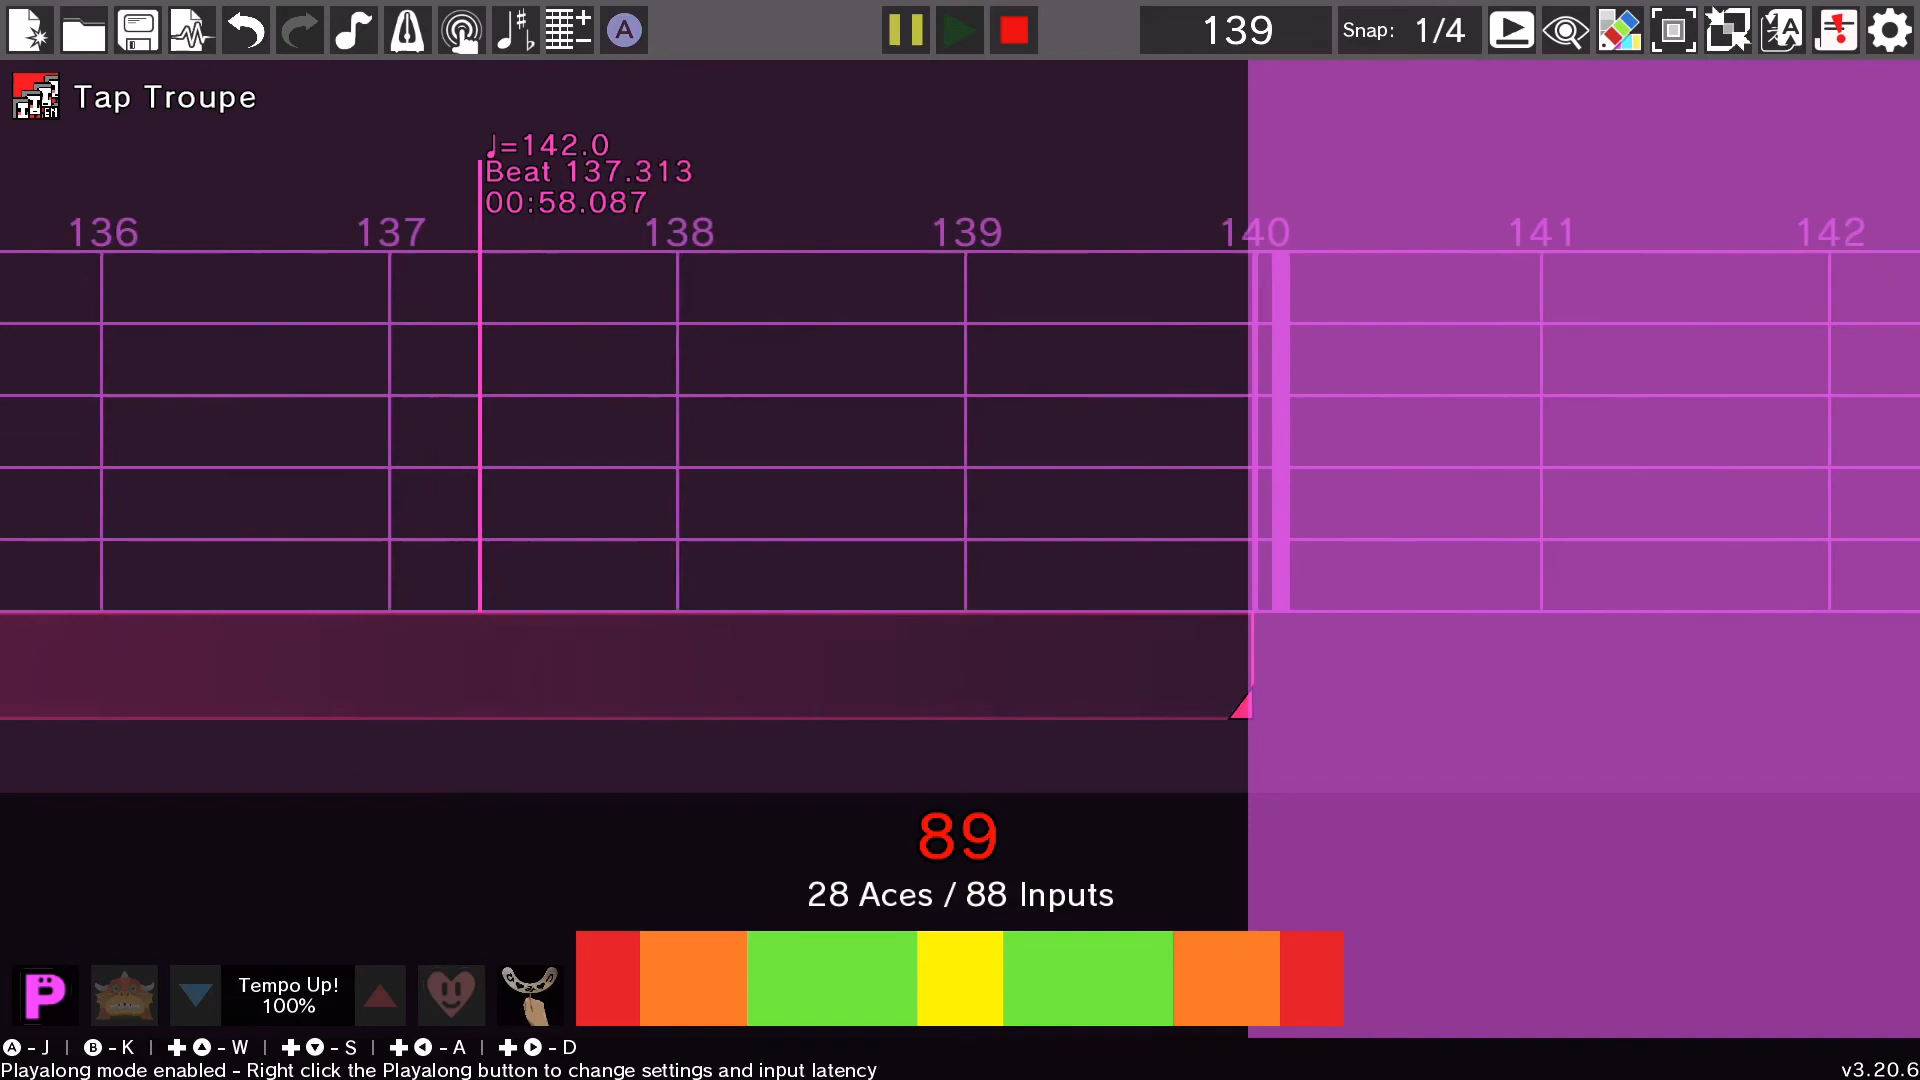 A
139
Snap: 1/4
A
EN
Tap Troupe
♩=142.0
Beat 137.313
00:58.087
136 137 138 139 140 141 142
89
28 Aces / 88 Inputs
P
Tempo Up!
100%
A - J | B - K | ✚▲ - W | ✚▼ - S | ✚◀ - A | ✚▶ - D
Playalong mode enabled - Right click the Playalong button to change settings and input latency
v3.20.6